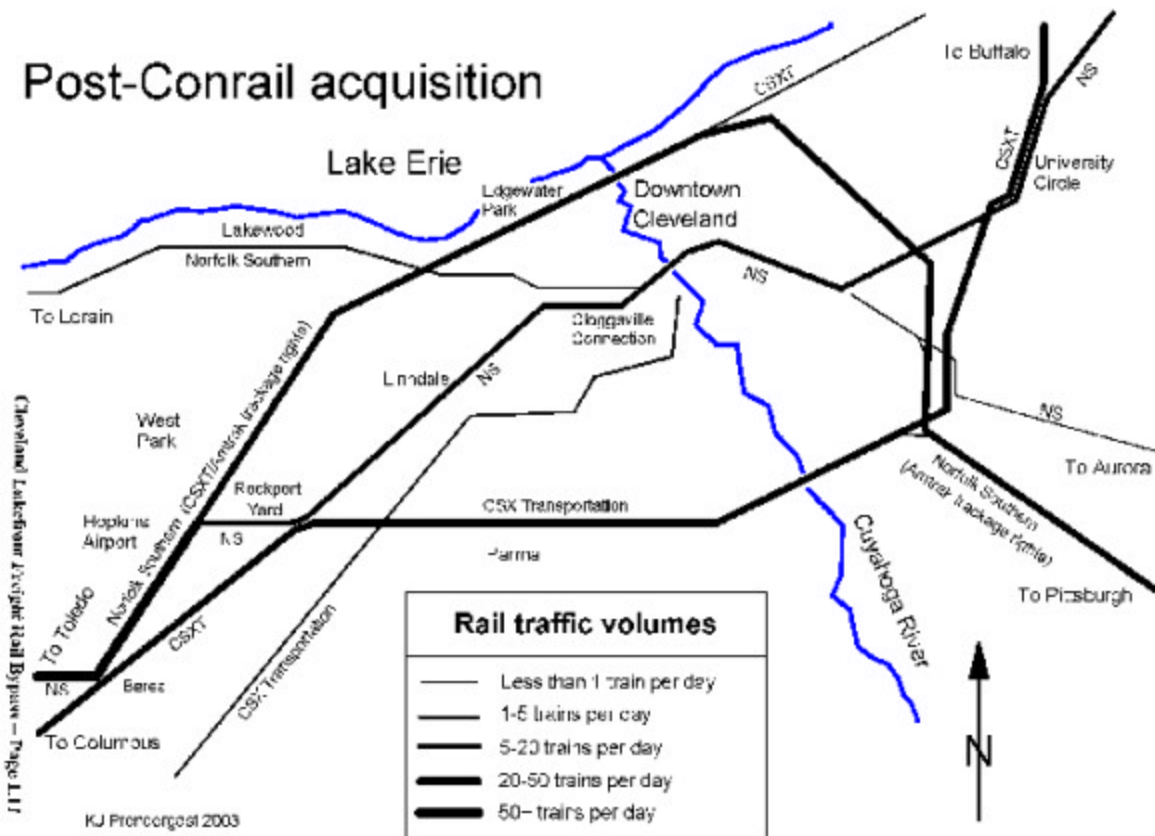 Post-Conrail acquisition
Lake Erie
Lakewood
Norfolk Southern
To Lorain
Edgewater
Park
CSXT
Downtown
Cleveland
To Buffalo
NS
CSXT
University
Circle
NS
Cloggsville
Connection
Linndale
NS
West
Park
Norfolk Southern (CSXT/Amtrak trackage rights)
Rockport
Yard
Hopkins
Airport
NS
CSX Transportation
Parma
NS
To Aurora
Norfolk Southern
(Amtrak trackage rights)
To Pittsburgh
Cuyahoga River
To Toledo
NS
CSXT
Berea
To Columbus
CSX Transportation
Rail traffic volumes
Less than 1 train per day
1-5 trains per day
5-20 trains per day
20-50 trains per day
50+ trains per day
N
KJ Prendergast 2003
Cleveland Lakefront Freight Rail Bypass – Page